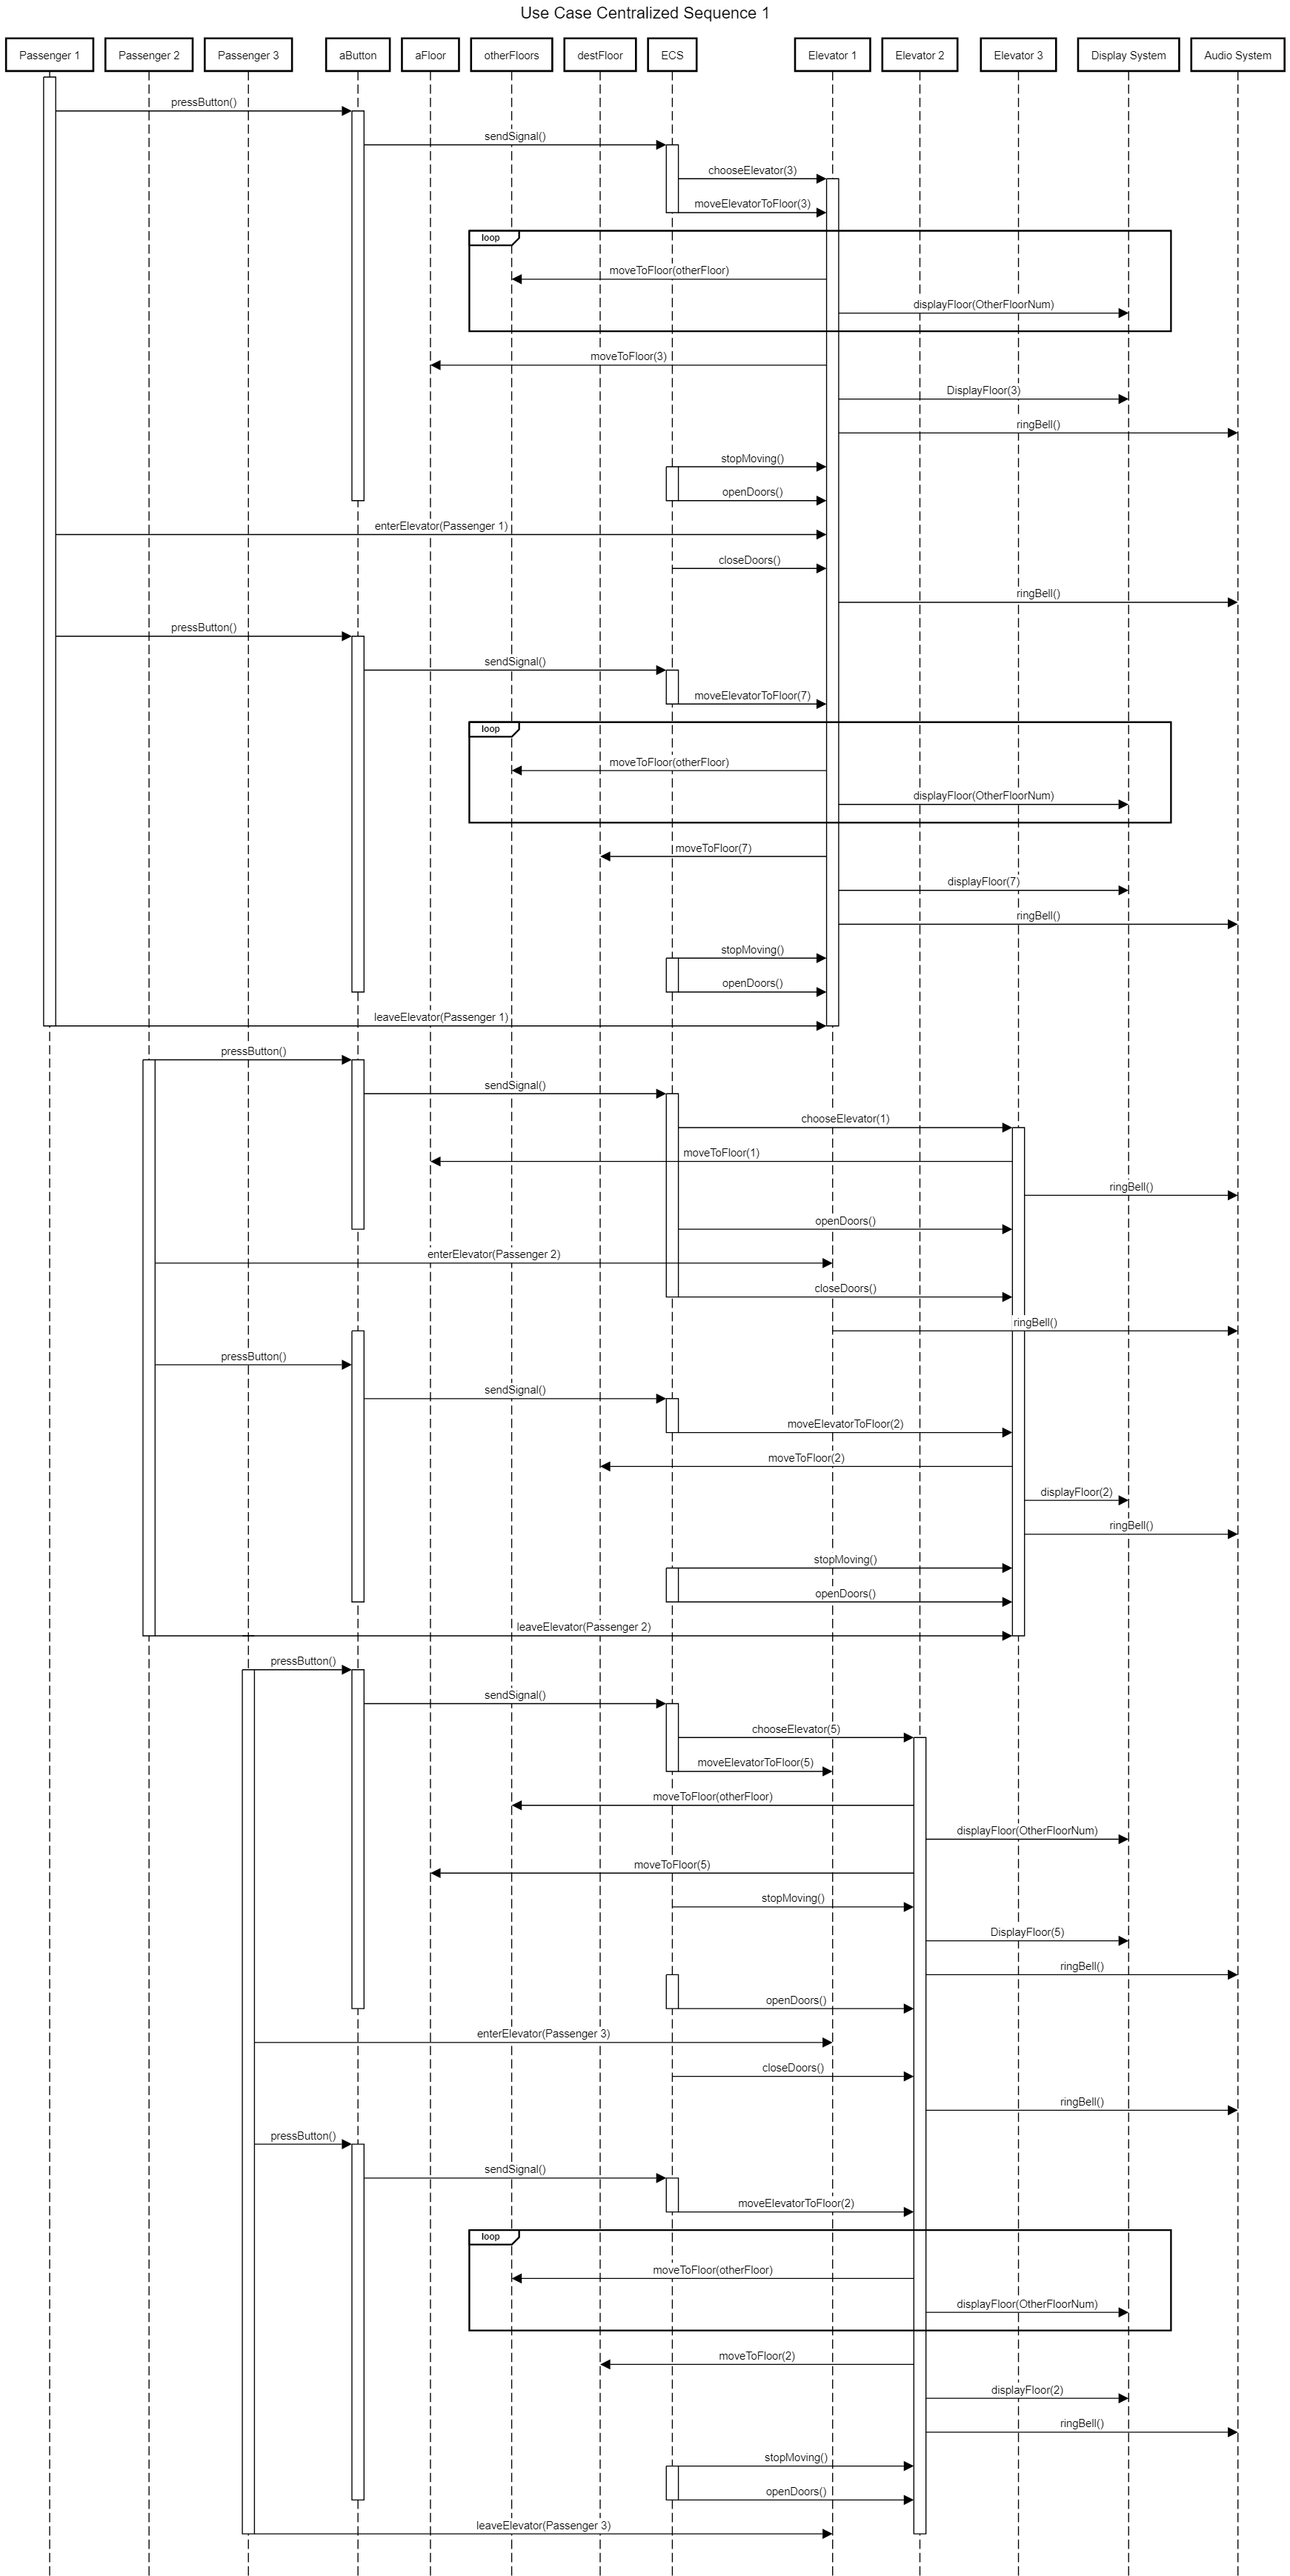 Use Case Centralized Sequence 1
Passenger 1
Passenger 2
Passenger 3
aButton
aFloor
otherFloors
destFloor
ECS
Elevator 1
Elevator 2
Elevator 3
Display System
Audio System
pressButton()
sendSignal()
chooseElevator(3)
moveElevatorToFloor(3)
loop
moveToFloor(otherFloor)
displayFloor(OtherFloorNum)
moveToFloor(3)
DisplayFloor(3)
ringBell()
stopMoving()
openDoors()
enterElevator(Passenger 1)
closeDoors()
ringBell()
pressButton()
sendSignal()
moveElevatorToFloor(7)
loop
moveToFloor(otherFloor)
displayFloor(OtherFloorNum)
moveToFloor(7)
displayFloor(7)
ringBell()
stopMoving()
openDoors()
leaveElevator(Passenger 1)
pressButton()
sendSignal()
chooseElevator(1)
moveToFloor(1)
ringBell()
openDoors()
enterElevator(Passenger 2)
closeDoors()
ringBell()
pressButton()
sendSignal()
moveElevatorToFloor(2)
moveToFloor(2)
displayFloor(2)
ringBell()
stopMoving()
openDoors()
leaveElevator(Passenger 2)
pressButton()
sendSignal()
chooseElevator(5)
moveElevatorToFloor(5)
moveToFloor(otherFloor)
displayFloor(OtherFloorNum)
moveToFloor(5)
stopMoving()
DisplayFloor(5)
ringBell()
openDoors()
enterElevator(Passenger 3)
closeDoors()
ringBell()
pressButton()
sendSignal()
moveElevatorToFloor(2)
loop
moveToFloor(otherFloor)
displayFloor(OtherFloorNum)
moveToFloor(2)
displayFloor(2)
ringBell()
stopMoving()
openDoors()
leaveElevator(Passenger 3)